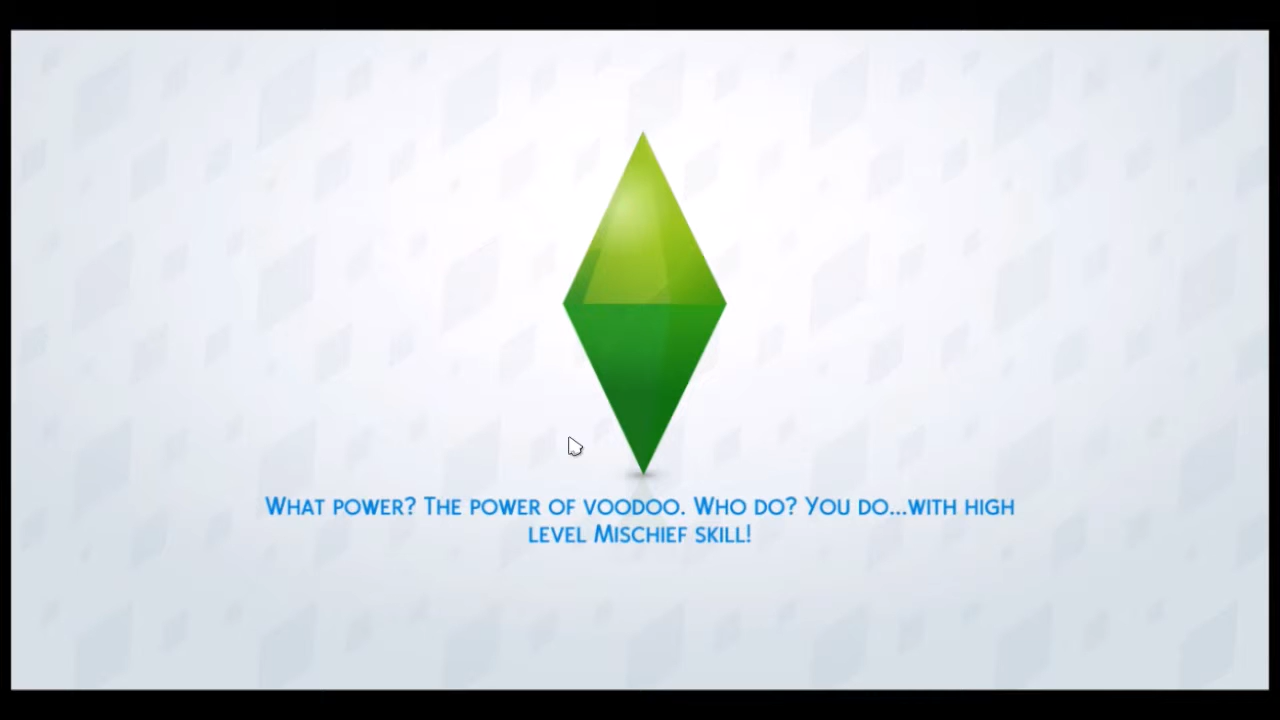 What power? The power of voodoo. Who do? You do...with high
level Mischief skill!